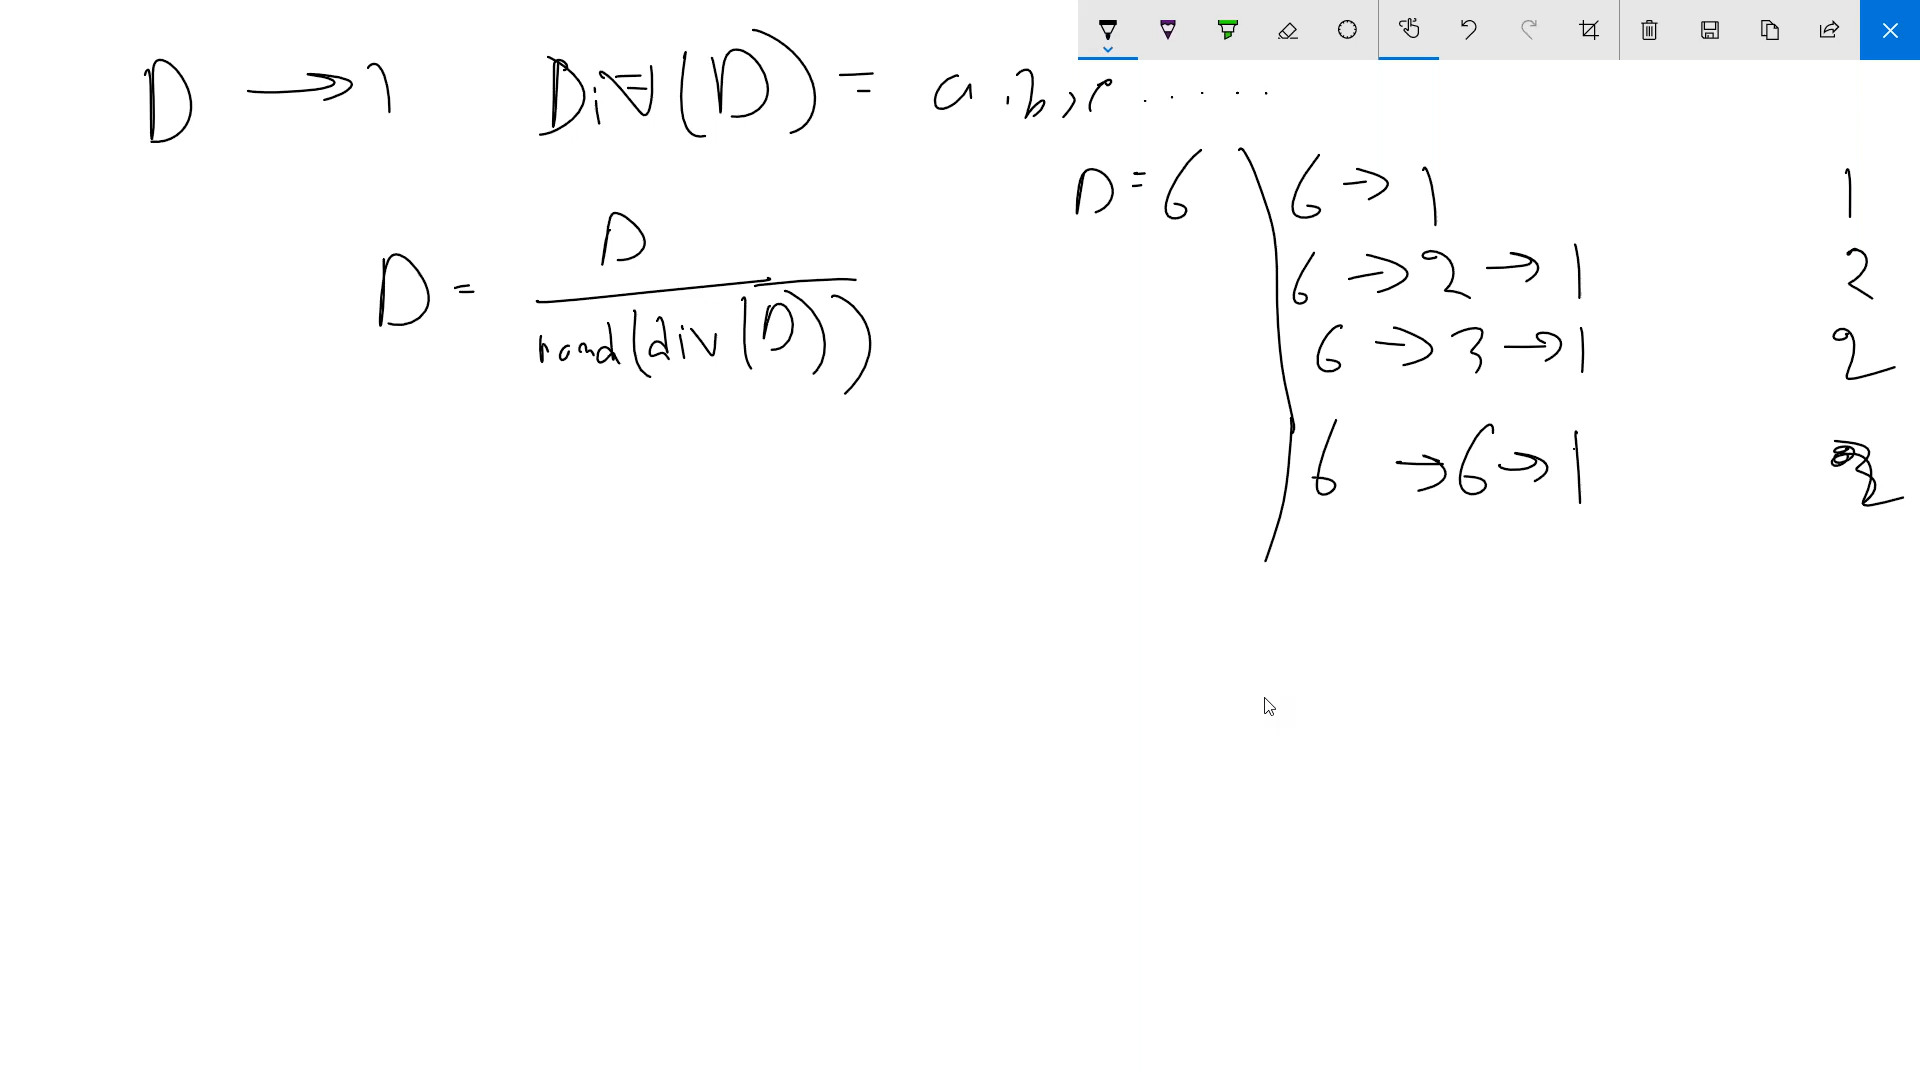 D → 1 Div(D) = a, b, c .....
D = 6 6 → 1 1
D = D / rand(div(D))
6 → 2 → 1 2
6 → 3 → 1 2
6 → 6 → 1 2